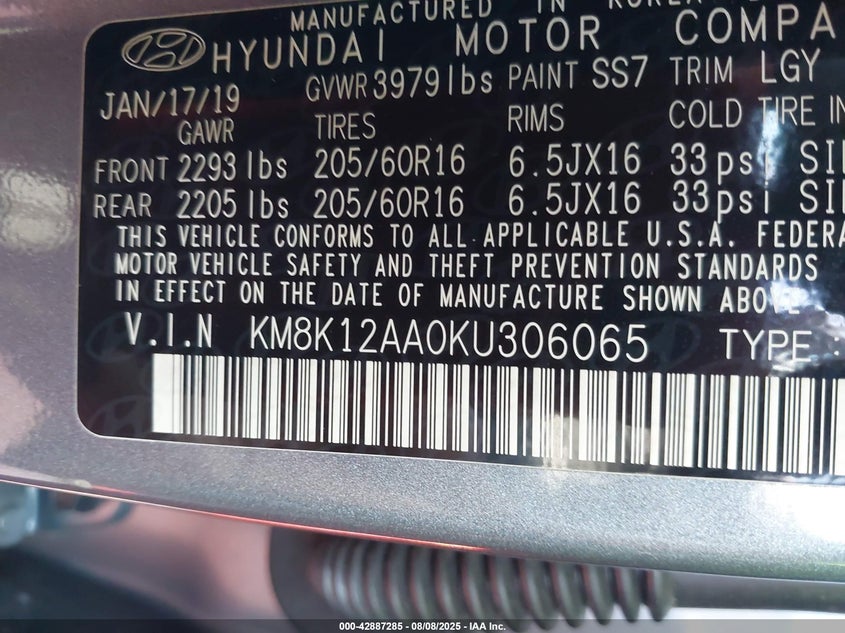 MANUFACTURED IN KOREA
HYUNDAI MOTOR COMPA
JAN/17/19 GVWR 3979 lbs PAINT SS7 TRIM LGY
GAWR TIRES RIMS COLD TIRE IN
FRONT 2293 lbs 205/60R16 6.5JX16 33 psi SI
REAR 2205 lbs 205/60R16 6.5JX16 33 psi SI
THIS VEHICLE CONFORMS TO ALL APPLICABLE U.S.A. FEDERA
MOTOR VEHICLE SAFETY AND THEFT PREVENTION STANDARDS
IN EFFECT ON THE DATE OF MANUFACTURE SHOWN ABOVE
V.I.N KM8K12AA0KU306065 TYPE :
000-42887285 - 08/08/2025 - IAA Inc.